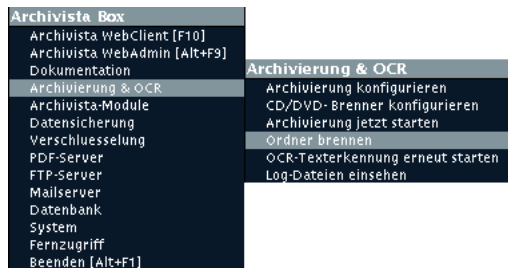 Archivista Box
Archivista WebClient [F10]
Archivista WebAdmin [Alt+F9]
Dokumentation
Archivierung & OCR
Archivista-Module
Datensicherung
Verschluesselung
PDF-Server
FTP-Server
Mailserver
Datenbank
System
Fernzugriff
Beenden [Alt+F1]
Archivierung & OCR
Archivierung konfigurieren
CD/DVD- Brenner konfigurieren
Archivierung jetzt starten
Ordner brennen
OCR-Texterkennung erneut starten
Log-Dateien einsehen